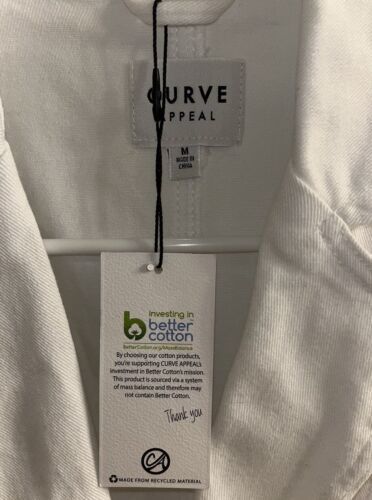 CURVE
APPEAL
M
MADE IN
CHINA
investing in
better
cotton
BetterCotton.org/MassBalance
By choosing our cotton products,
you're supporting CURVE APPEAL's
investment in Better Cotton's mission.
This product is sourced via a system
of mass balance and therefore may
not contain Better Cotton.
Thank you
CA
MADE FROM RECYCLED MATERIAL